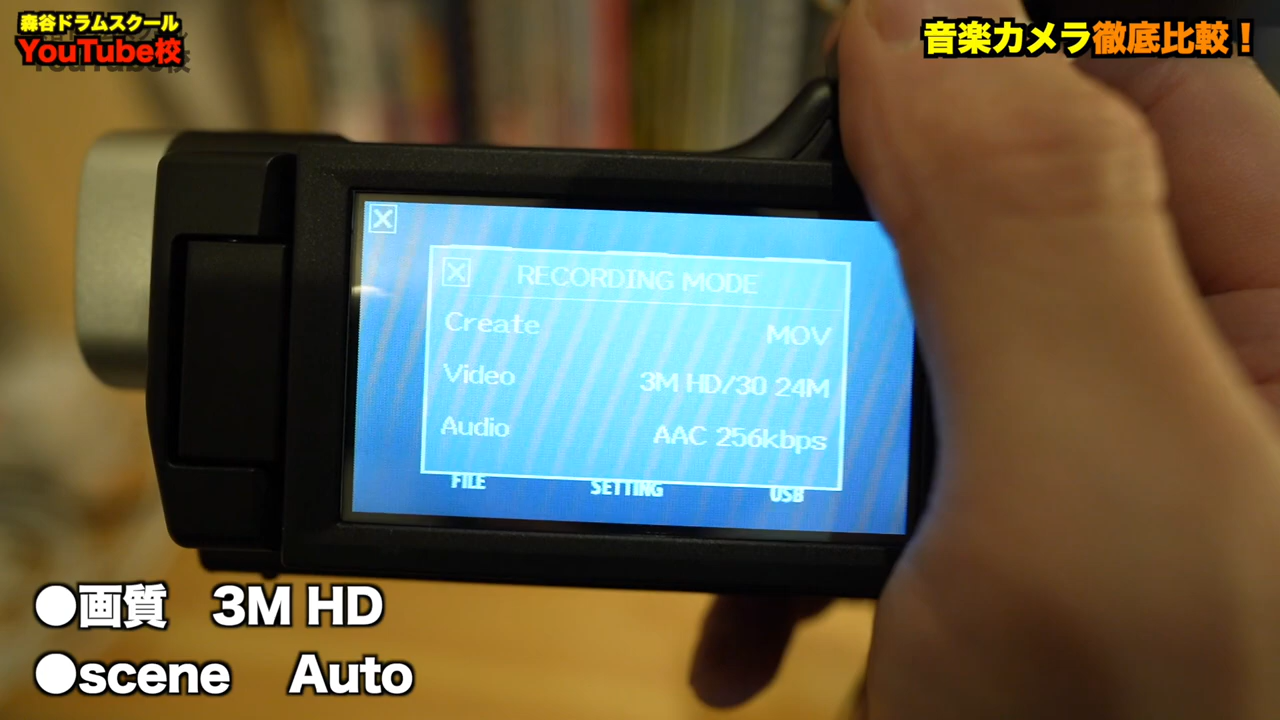 森谷ドラムスクール
YouTube校
音楽カメラ徹底比較！
RECORDING MODE
Create MOV
Video 3M HD/30 24M
Audio AAC 256kbps
FILE SETTING USB
●画質 3M HD
●scene Auto